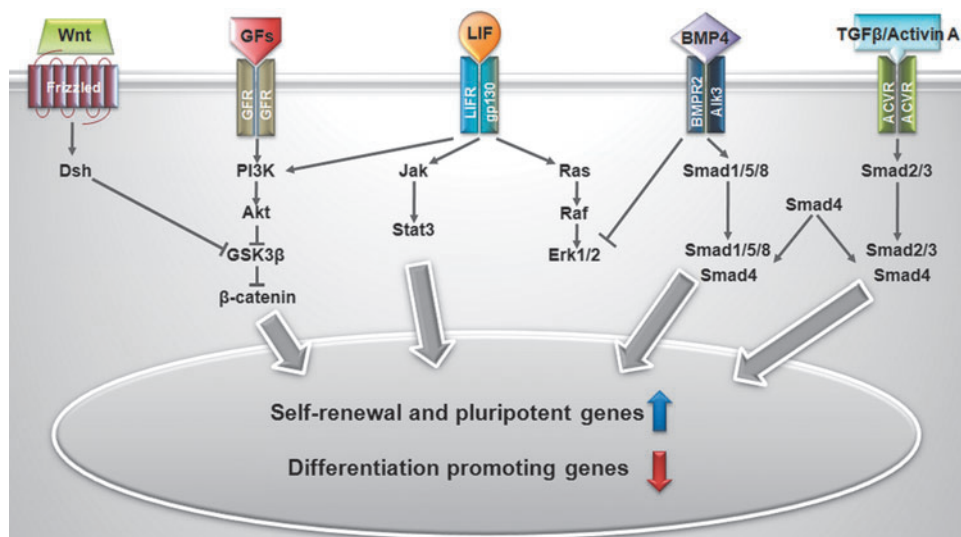 Wnt
GFs
LIF
BMP4
TGFβ/Activin A
Frizzled
GFR
GFR
LIFR
gp130
BMPR2
Alk3
ACVR
ACVR
Dsh
PI3K
Jak
Ras
Smad1/5/8
Smad2/3
Akt
Stat3
Raf
Smad4
GSK3β
Erk1/2
Smad1/5/8
Smad4
Smad2/3
Smad4
β-catenin
Self-renewal and pluripotent genes
Differentiation promoting genes